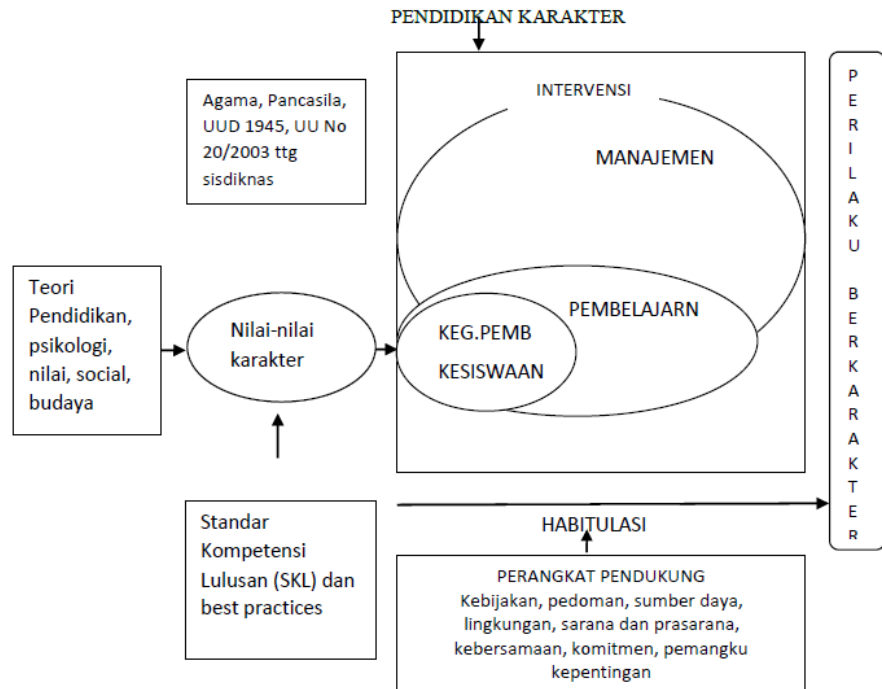 PENDIDIKAN KARAKTER
INTERVENSI
Agama, Pancasila,
UUD 1945, UU No
20/2003 ttg
sisdiknas
MANAJEMEN
Teori
Pendidikan,
psikologi,
nilai, social,
budaya
Nilai-nilai
karakter
PEMBELAJARN
KEG.PEMB
KESISWAAN
Standar
Kompetensi
Lulusan (SKL) dan
best practices
HABITULASI
PERANGKAT PENDUKUNG
Kebijakan, pedoman, sumber daya,
lingkungan, sarana dan prasarana,
kebersamaan, komitmen, pemangku
kepentingan
P
E
R
I
L
A
K
U
B
E
R
K
A
R
A
K
T
E
R